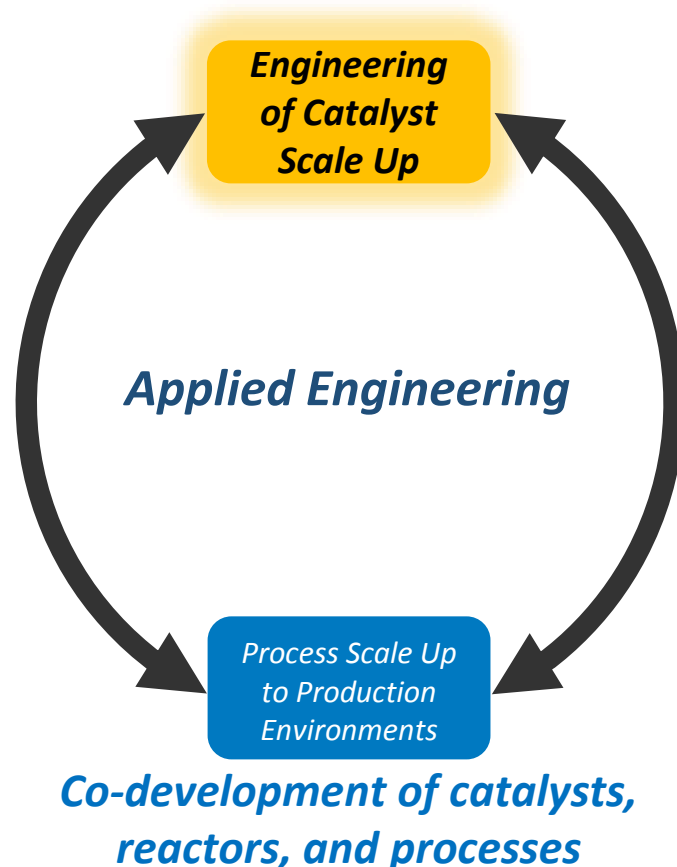 Engineering
of Catalyst
Scale Up
Applied Engineering
Process Scale Up
to Production
Environments
Co-development of catalysts,
reactors, and processes